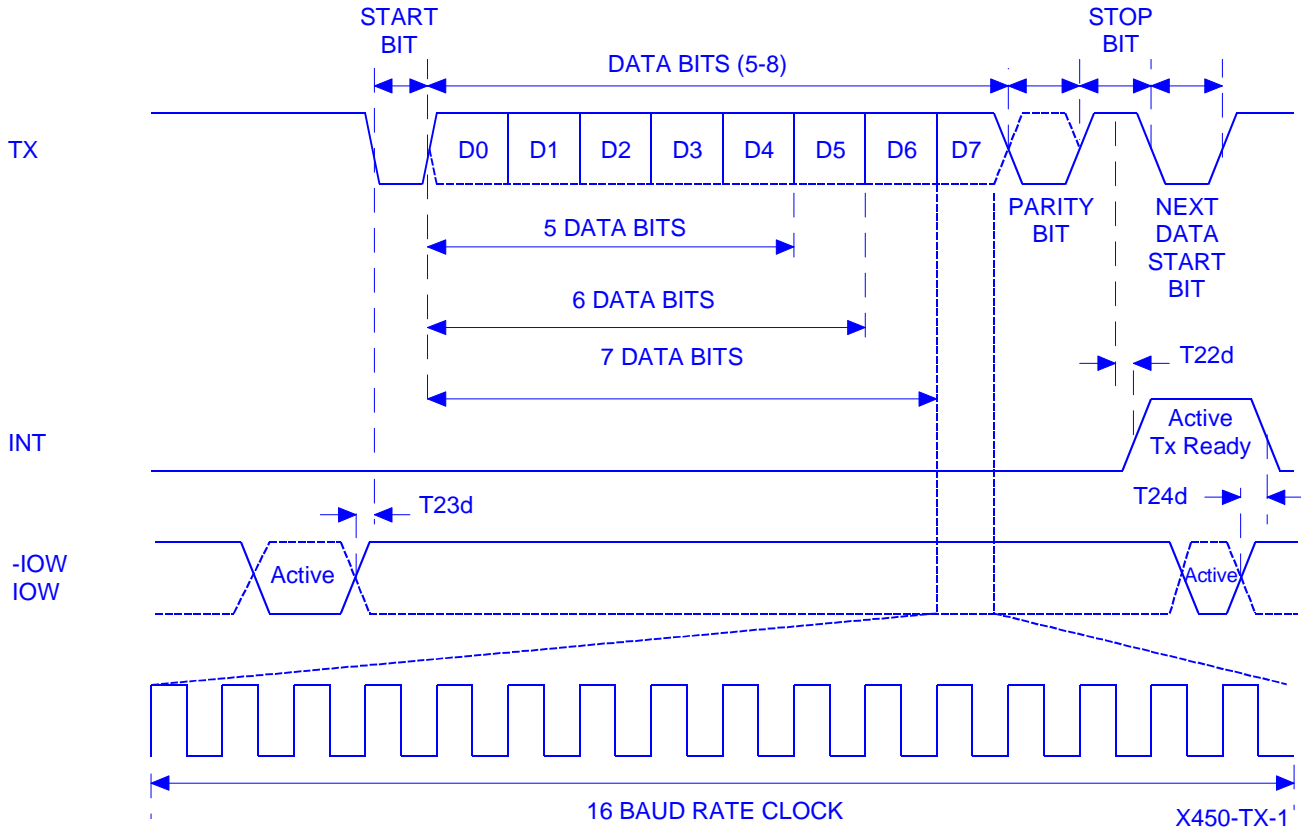 START
BIT
STOP
BIT
DATA BITS (5-8)
TX
D0 D1 D2 D3 D4 D5 D6 D7
PARITY
BIT
NEXT
DATA
START
BIT
5 DATA BITS
6 DATA BITS
7 DATA BITS
T22d
INT
Active
Tx Ready
T23d
T24d
-IOW
IOW
Active
Active
16 BAUD RATE CLOCK
X450-TX-1